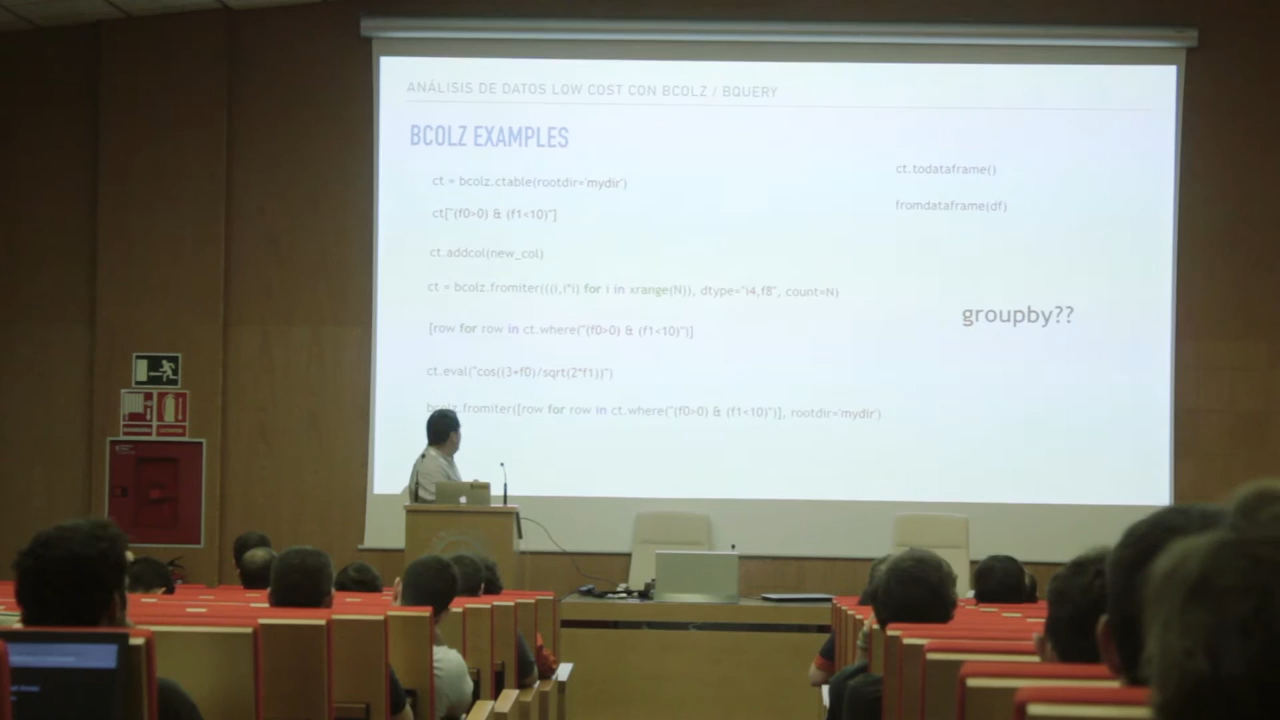 ANÁLISIS DE DATOS LOW COST CON BCOLZ / BQUERY
BCOLZ EXAMPLES
ct = bcolz.ctable(rootdir='mydir')
ct["(f0>0) & (f1<10)"]
ct.addcol(new_col)
ct = bcolz.fromiter(((i,i*i) for i in xrange(N)), dtype="i4,f8", count=N)
[row for row in ct.where("(f0>0) & (f1<10)")]
ct.eval("cos((3+f0)/sqrt(2*f1))")
bcolz.fromiter([row for row in ct.where("(f0>0) & (f1<10)")], rootdir='mydir')
ct.todataframe()
fromdataframe(df)
groupby??